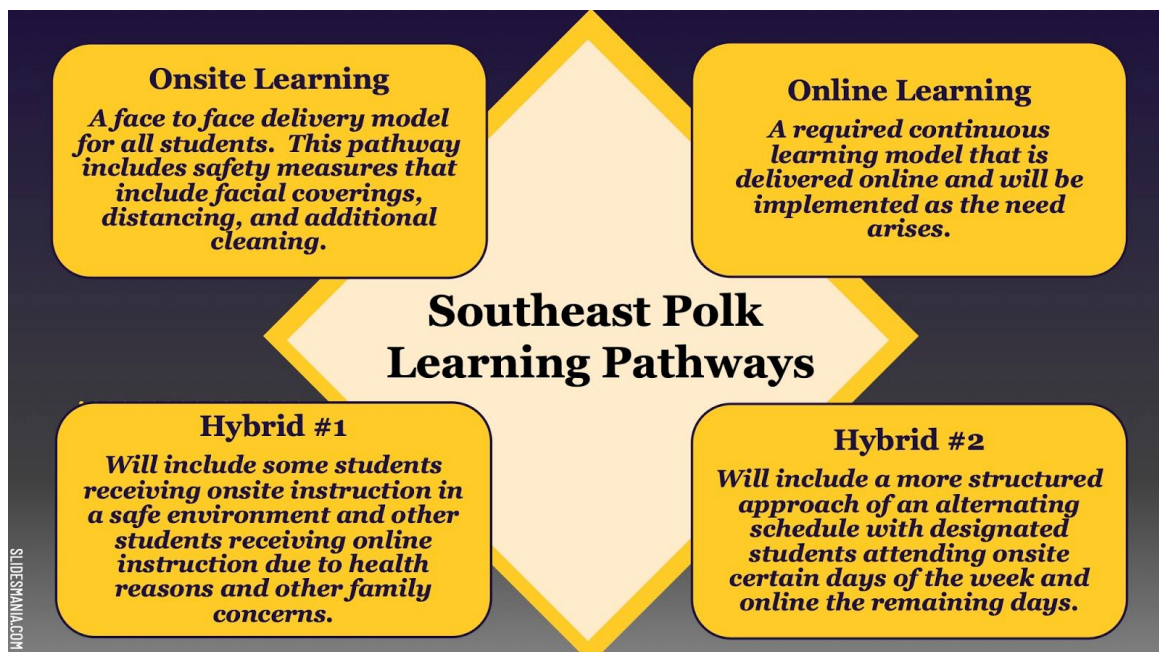 Onsite Learning
A face to face delivery model
for all students.  This pathway
includes safety measures that
include facial coverings,
distancing, and additional
cleaning.
Online Learning
A required continuous
learning model that is
delivered online and will be
implemented as the need
arises.
Southeast Polk
Learning Pathways
Hybrid #1
Will include some students
receiving onsite instruction in
a safe environment and other
students receiving online
instruction due to health
reasons and other family
concerns.
Hybrid #2
Will include a more structured
approach of an alternating
schedule with designated
students attending onsite
certain days of the week and
online the remaining days.
SLIDESMANIA.COM